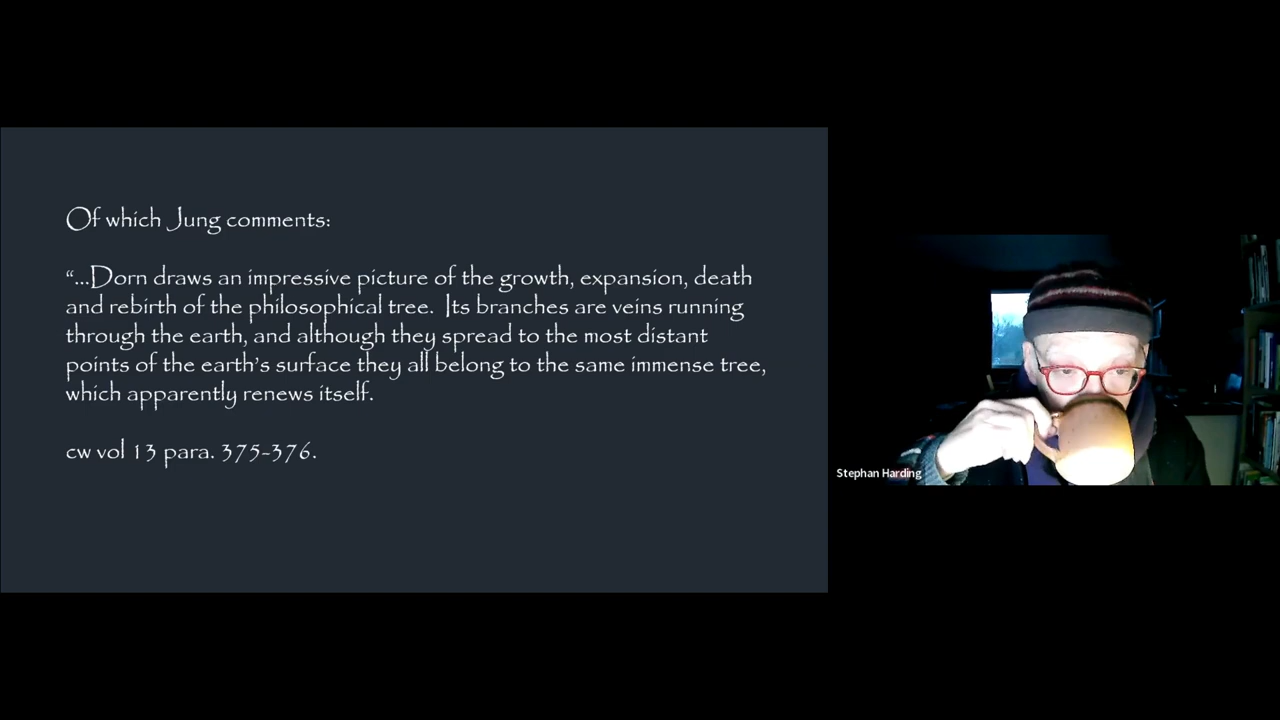 Of which Jung comments:
“...Dorn draws an impressive picture of the growth, expansion, death
and rebirth of the philosophical tree. Its branches are veins running
through the earth, and although they spread to the most distant
points of the earth’s surface they all belong to the same immense tree,
which apparently renews itself.
cw vol 13 para. 375-376.
Stephan Harding